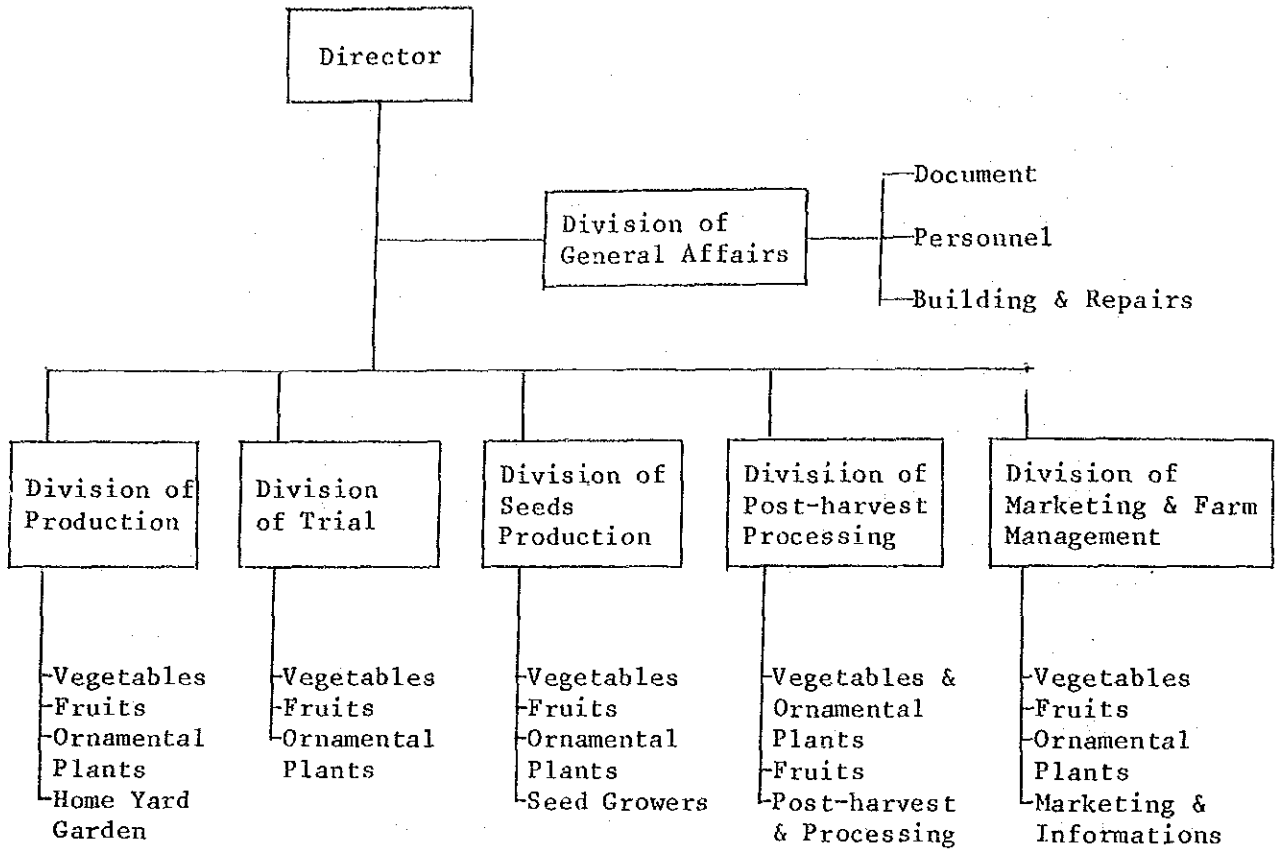 Director
Document
Division of
General Affairs
Personnel
Building & Repairs
Division of
Production
Division
of Trial
Division of
Seeds
Production
Divisiion of
Post-harvest
Processing
Division of
Marketing & Farm
Management
Vegetables
Fruits
Ornamental
Plants
Home Yard
Garden
Vegetables
Fruits
Ornamental
Plants
Vegetables
Fruits
Ornamental
Plants
Seed Growers
Vegetables &
Ornamental
Plants
Fruits
Post-harvest
& Processing
Vegetables
Fruits
Ornamental
Plants
Marketing &
Informations